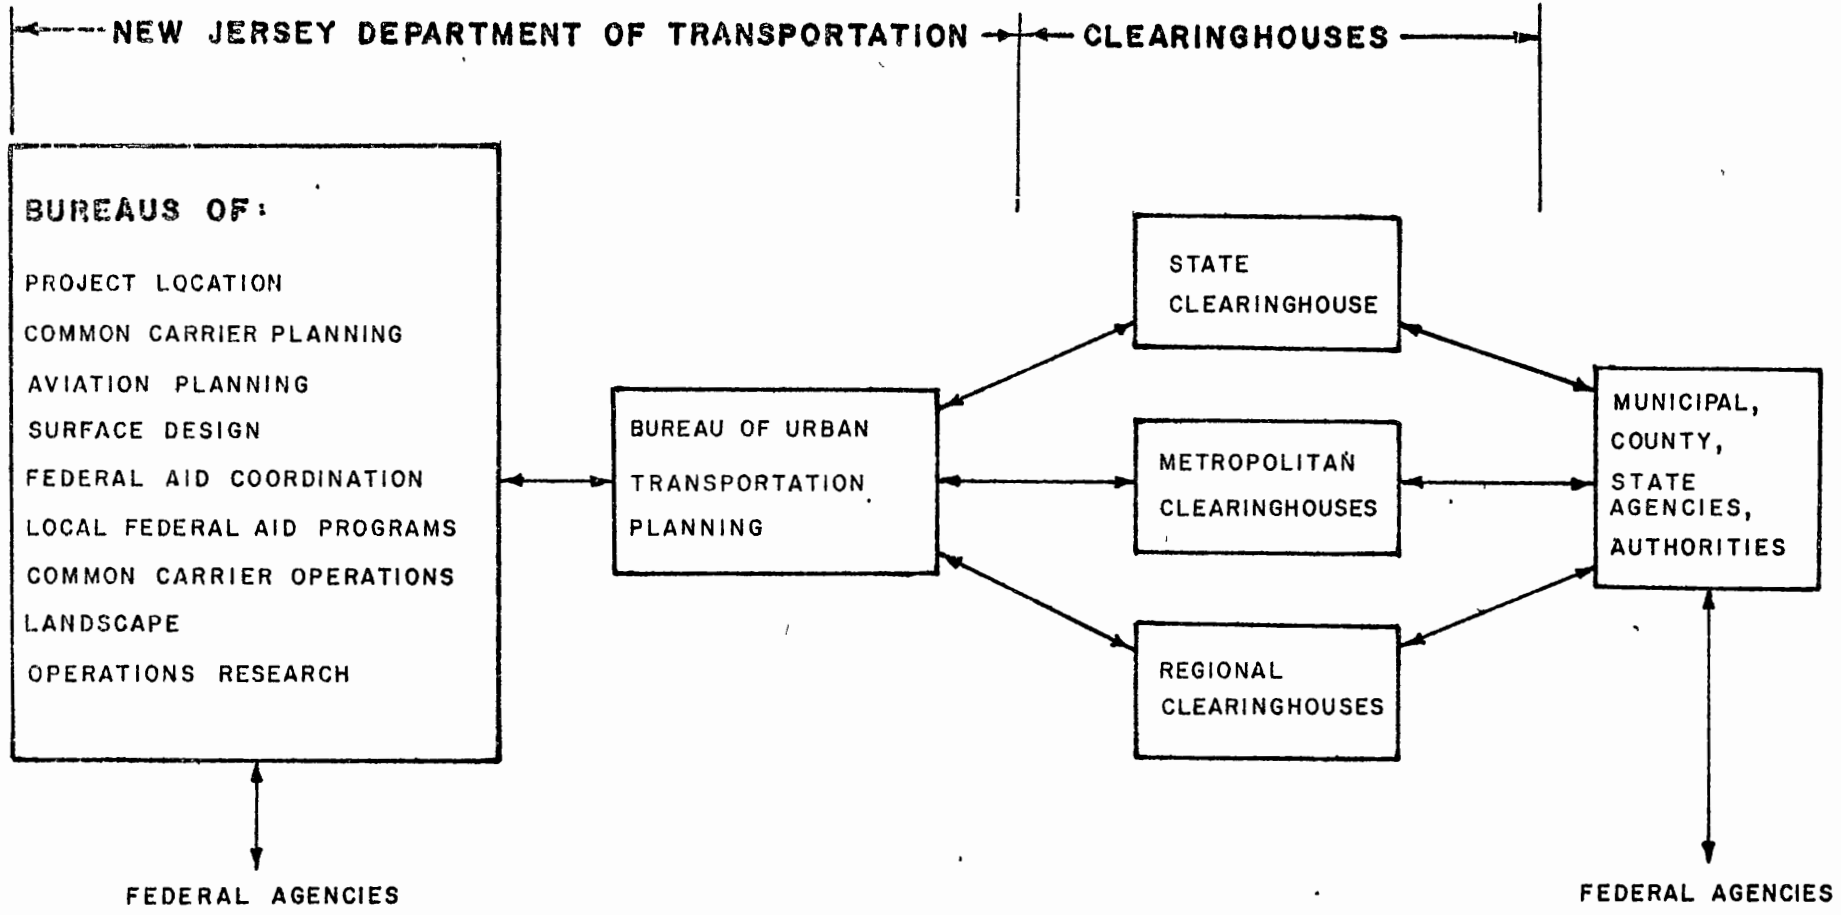 NEW JERSEY DEPARTMENT OF TRANSPORTATION
CLEARINGHOUSES
BUREAUS OF:
PROJECT LOCATION
COMMON CARRIER PLANNING
AVIATION PLANNING
SURFACE DESIGN
FEDERAL AID COORDINATION
LOCAL FEDERAL AID PROGRAMS
COMMON CARRIER OPERATIONS
LANDSCAPE
OPERATIONS RESEARCH
FEDERAL AGENCIES
BUREAU OF URBAN
TRANSPORTATION
PLANNING
STATE
CLEARINGHOUSE
METROPOLITAN
CLEARINGHOUSES
REGIONAL
CLEARINGHOUSES
MUNICIPAL,
COUNTY,
STATE
AGENCIES,
AUTHORITIES
FEDERAL AGENCIES